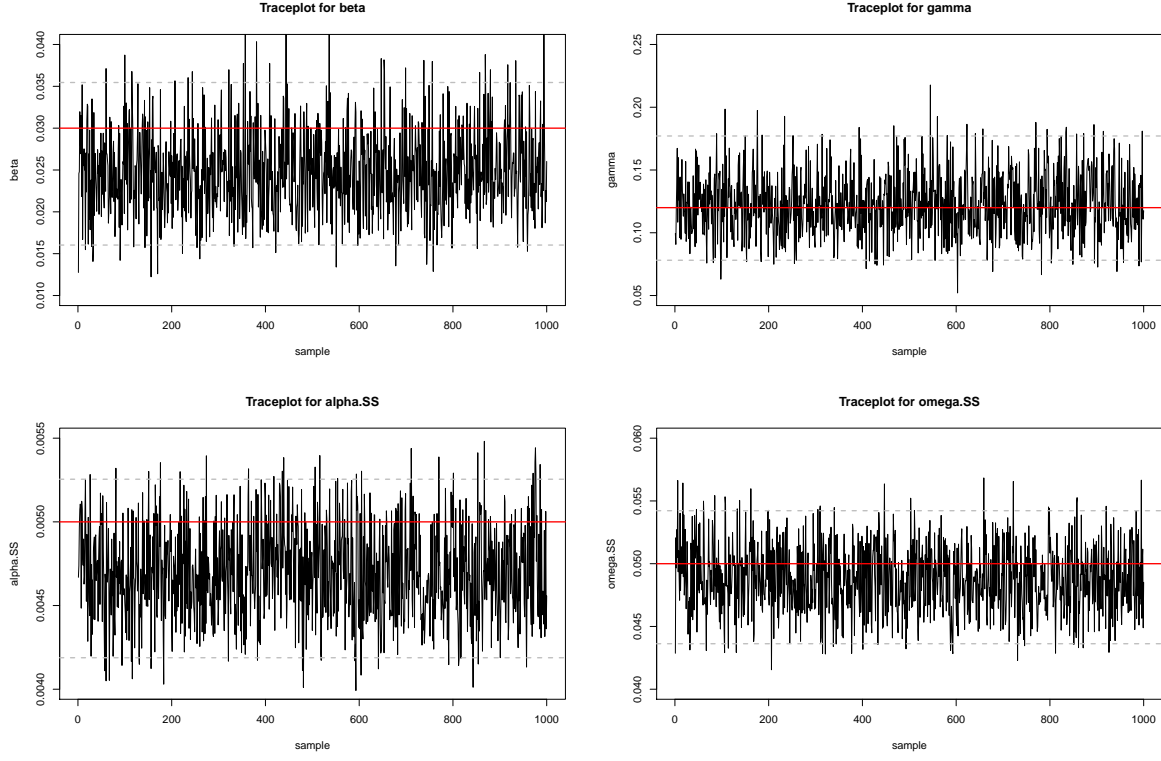 Traceplot for beta
beta
0.010 0.015 0.020 0.025 0.030 0.035 0.040
0 200 400 600 800 1000
sample
Traceplot for gamma
gamma
0.05 0.10 0.15 0.20 0.25
0 200 400 600 800 1000
sample
Traceplot for alpha.SS
alpha.SS
0.0040 0.0045 0.0050 0.0055
0 200 400 600 800 1000
sample
Traceplot for omega.SS
omega.SS
0.040 0.045 0.050 0.055 0.060
0 200 400 600 800 1000
sample